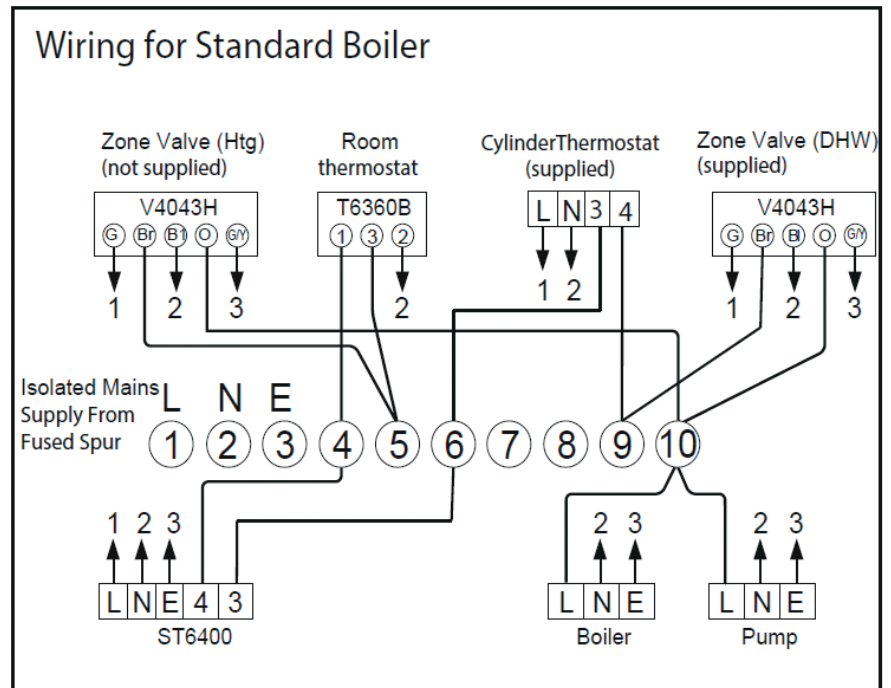 Wiring for Standard Boiler
Zone Valve (Htg)
(not supplied)
Room
thermostat
CylinderThermostat
(supplied)
Zone Valve (DHW)
(supplied)
V4043H
T6360B
L N 3 4
V4043H
G Br B1 O G/Y
1 3 2
G Br Bl O G/Y
1 2 3
2
1 2
1 2 3
Isolated Mains
Supply From
Fused Spur
L N E
1 2 3 4 5 6 7 8 9 10
1 2 3
2 3
2 3
L N E 4 3
L N E
L N E
ST6400
Boiler
Pump